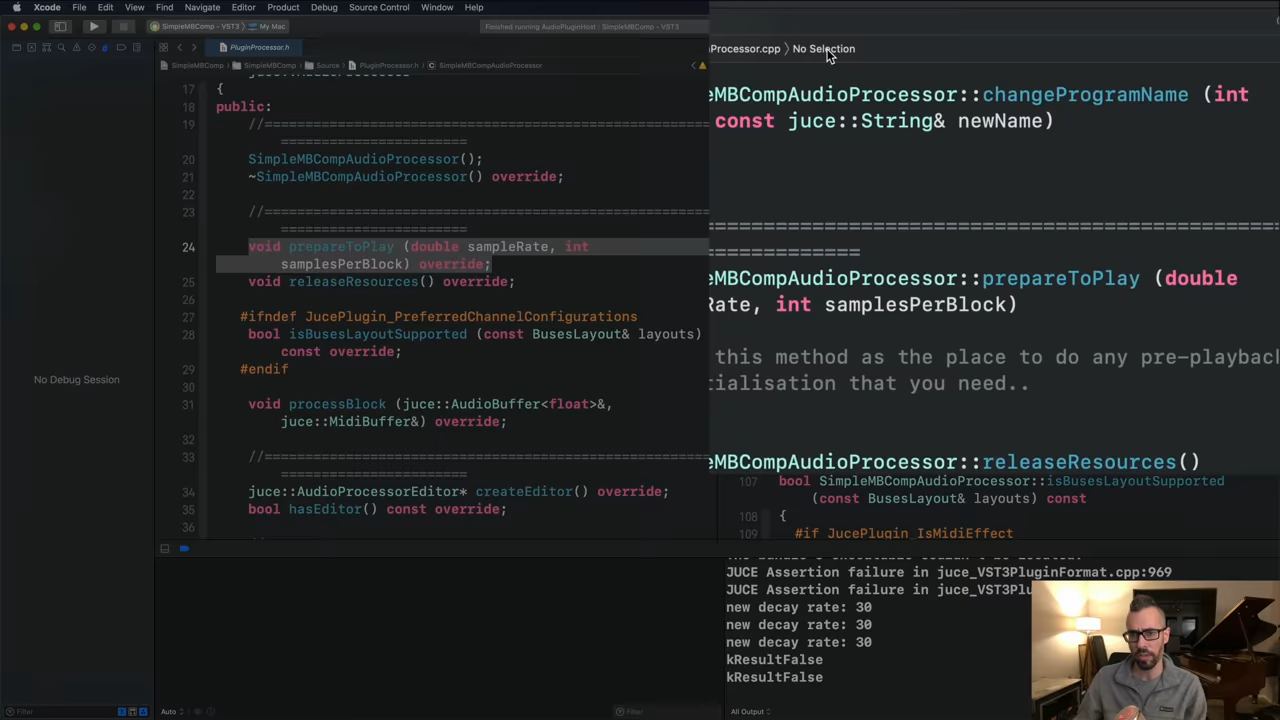 Xcode File Edit View Find Navigate Editor Product Debug Source Control Window Help
SimpleMBComp - VST3 〉 My Mac
Finished running AudioPluginHost : SimpleMBComp - VST3
PluginProcessor.h
SimpleMBComp 〉 SimpleMBComp 〉 Source 〉 PluginProcessor.h 〉 C SimpleMBCompAudioProcessor
17 {
18 public:
19 //=========================================================
=======================
20 SimpleMBCompAudioProcessor();
21 ~SimpleMBCompAudioProcessor() override;
22
23 //=========================================================
=======================
24 void prepareToPlay (double sampleRate, int
samplesPerBlock) override;
25 void releaseResources() override;
26
27 #ifndef JucePlugin_PreferredChannelConfigurations
28 bool isBusesLayoutSupported (const BusesLayout& layouts)
const override;
29 #endif
30
31 void processBlock (juce::AudioBuffer<float>&,
juce::MidiBuffer&) override;
32
33 //=========================================================
=======================
34 juce::AudioProcessorEditor* createEditor() override;
35 bool hasEditor() const override;
36
No Debug Session
Filter
Auto
Filter
All Output
Processor.cpp 〉 No Selection
eMBCompAudioProcessor::changeProgramName (int
const juce::String& newName)
==========================================
=============
eMBCompAudioProcessor::prepareToPlay (double
Rate, int samplesPerBlock)
this method as the place to do any pre-playback
ialisation that you need..
eMBCompAudioProcessor::releaseResources()
107 bool SimpleMBCompAudioProcessor::isBusesLayoutSupported
(const BusesLayout& layouts) const
108 {
109 #if JucePlugin_IsMidiEffect
JUCE Assertion failure in juce_VST3PluginFormat.cpp:969
JUCE Assertion failure in juce_VST3Pl
new decay rate: 30
new decay rate: 30
new decay rate: 30
kResultFalse
kResultFalse